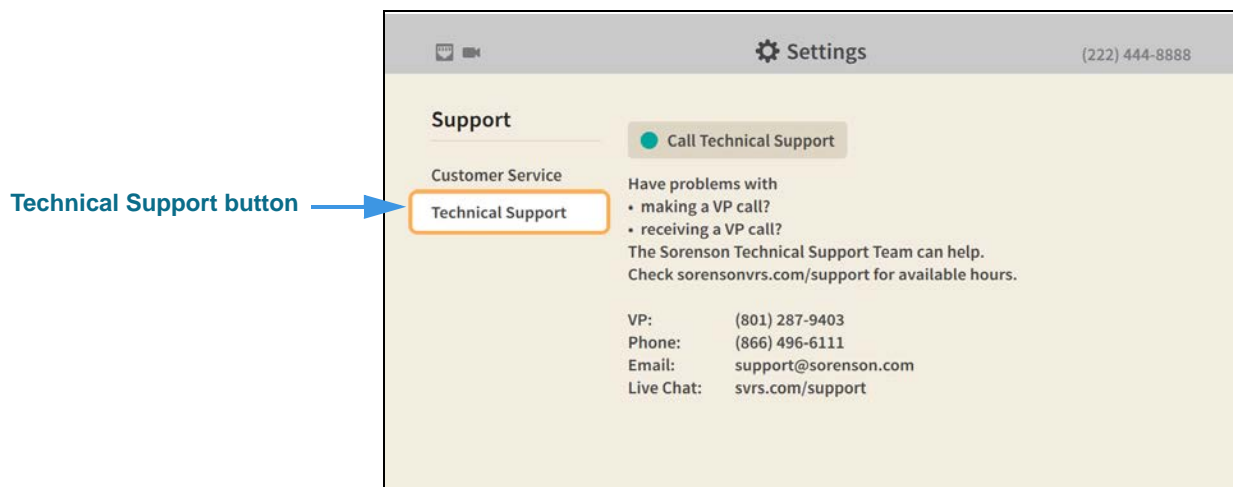 Settings
(222) 444-8888
Support
Customer Service
Technical Support
Technical Support button
Call Technical Support
Have problems with
• making a VP call?
• receiving a VP call?
The Sorenson Technical Support Team can help.
Check sorensonvrs.com/support for available hours.
VP: (801) 287-9403
Phone: (866) 496-6111
Email: support@sorenson.com
Live Chat: svrs.com/support